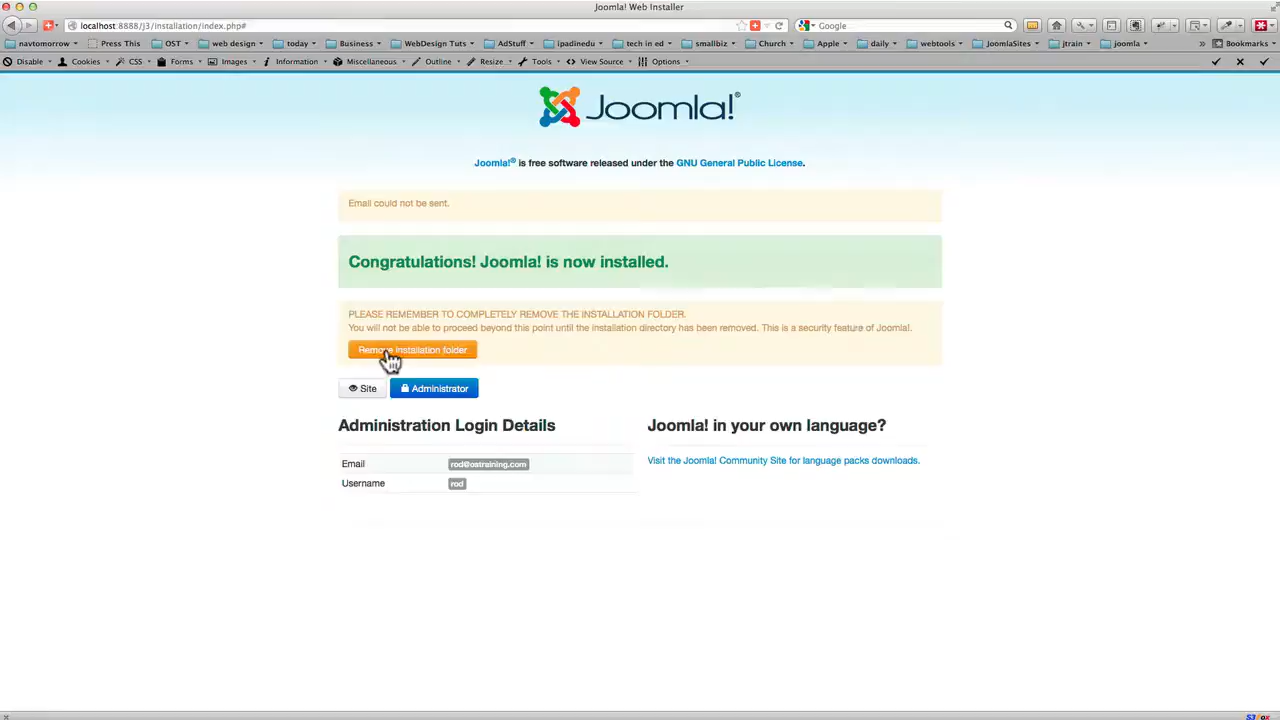 Joomla! Web Installer
localhost:8888/j3/installation/index.php#
Google
navtomorrow Press This OST web design today Business WebDesign Tuts AdStuff ipadinedu tech in ed smallbiz Church Apple daily webtools JoomlaSites jtrain joomla » Bookmarks
Disable Cookies CSS Forms Images Information Miscellaneous Outline Resize Tools View Source Options
Joomla!®
Joomla!® is free software released under the GNU General Public License.
Email could not be sent.
Congratulations! Joomla! is now installed.
PLEASE REMEMBER TO COMPLETELY REMOVE THE INSTALLATION FOLDER.
You will not be able to proceed beyond this point until the installation directory has been removed. This is a security feature of Joomla!.
Remove installation folder
Site Administrator
Administration Login Details
Email rod@ostraining.com
Username rod
Joomla! in your own language?
Visit the Joomla! Community Site for language packs downloads.